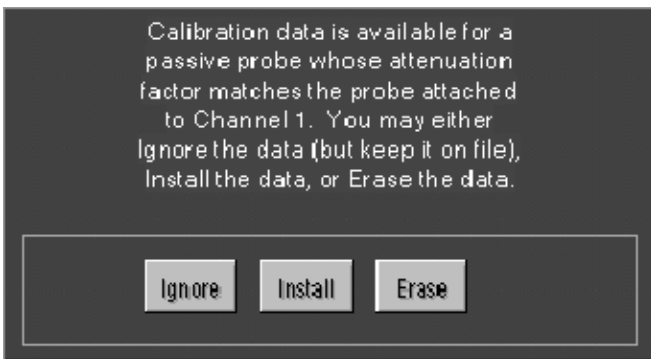 Calibration data is available for a
passive probe whose attenuation
factor matches the probe attached
to Channel 1. You may either
Ignore the data (but keep it on file),
Install the data, or Erase the data.
Ignore Install Erase